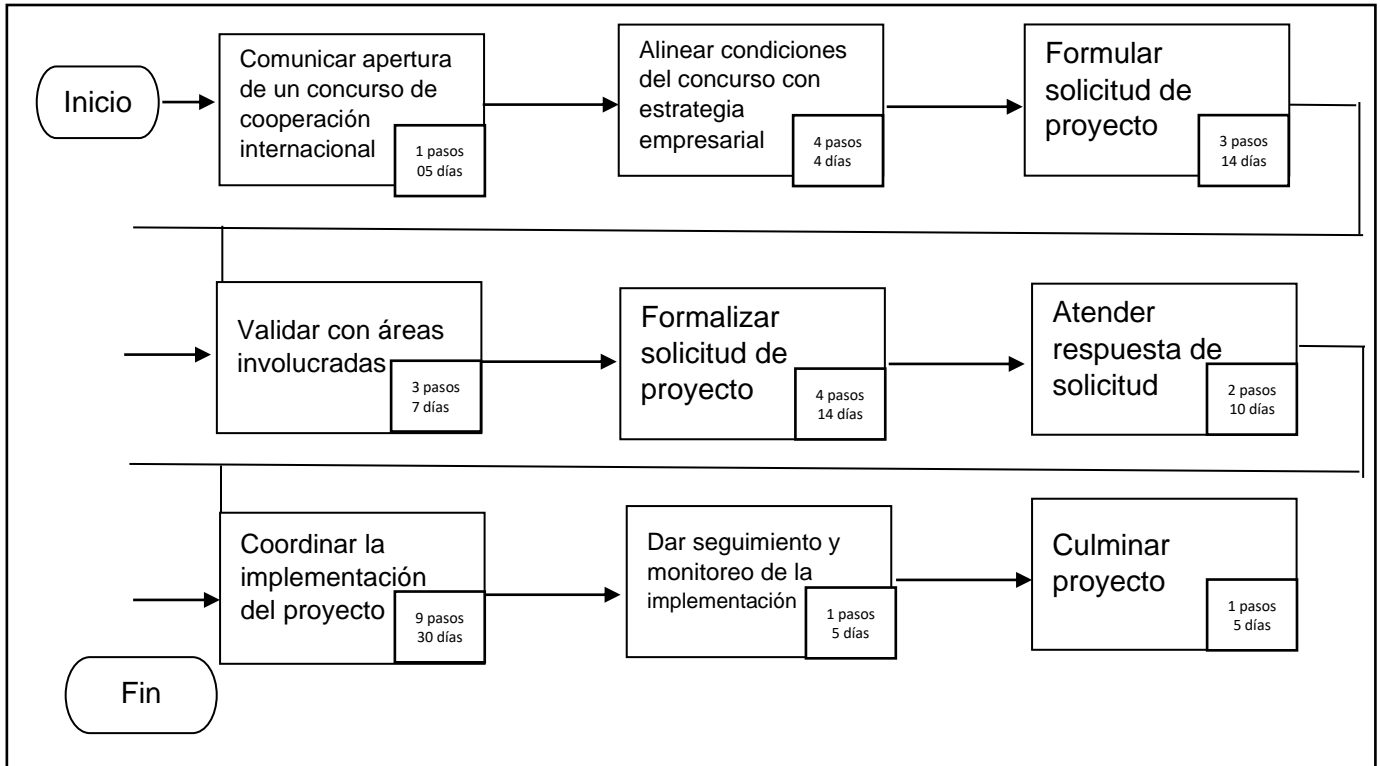 Inicio
Comunicar apertura
de un concurso de
cooperación
internacional
1 pasos
05 días
Alinear condiciones
del concurso con
estrategia
empresarial
4 pasos
4 días
Formular
solicitud de
proyecto
3 pasos
14 días
Validar con áreas
involucradas
3 pasos
7 días
Formalizar
solicitud de
proyecto
4 pasos
14 días
Atender
respuesta de
solicitud
2 pasos
10 días
Coordinar la
implementación
del proyecto
9 pasos
30 días
Dar seguimiento y
monitoreo de la
implementación
1 pasos
5 días
Culminar
proyecto
1 pasos
5 días
Fin